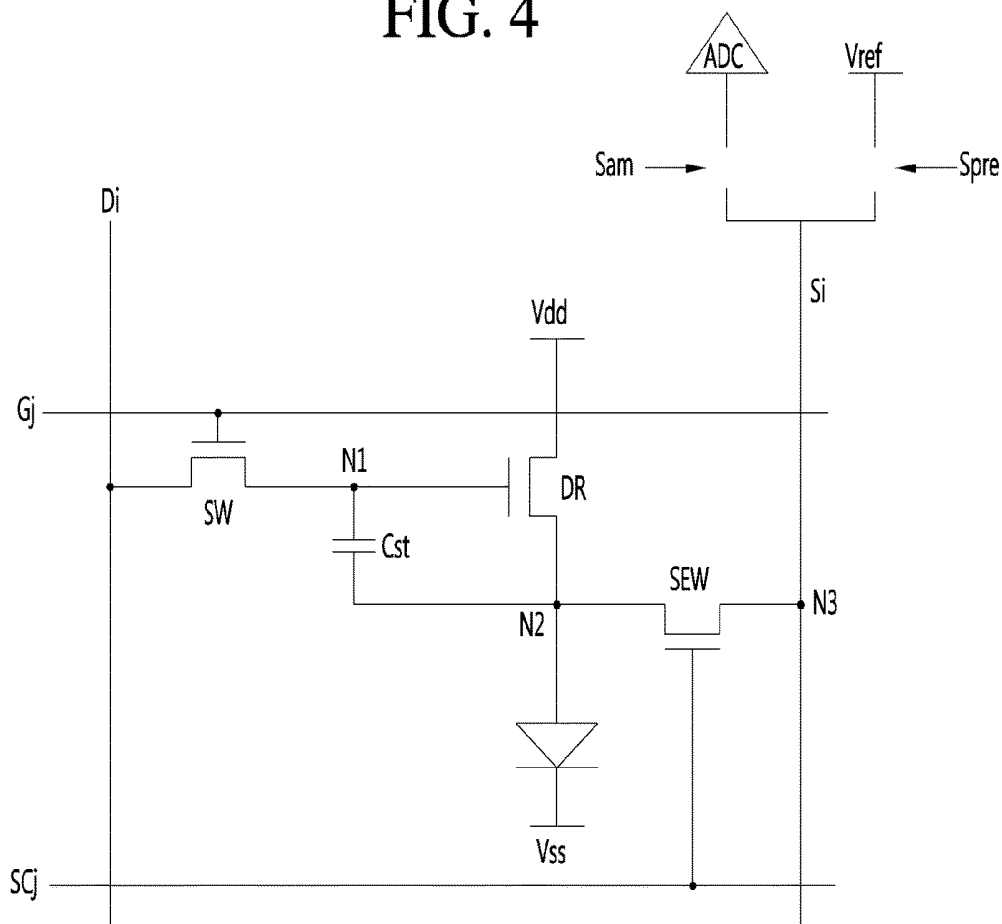 FIG. 4
ADC
Vref
Sam
Spre
Di
Si
Vdd
Gj
N1
DR
SW
Cst
SEW
N2
N3
Vss
SCj